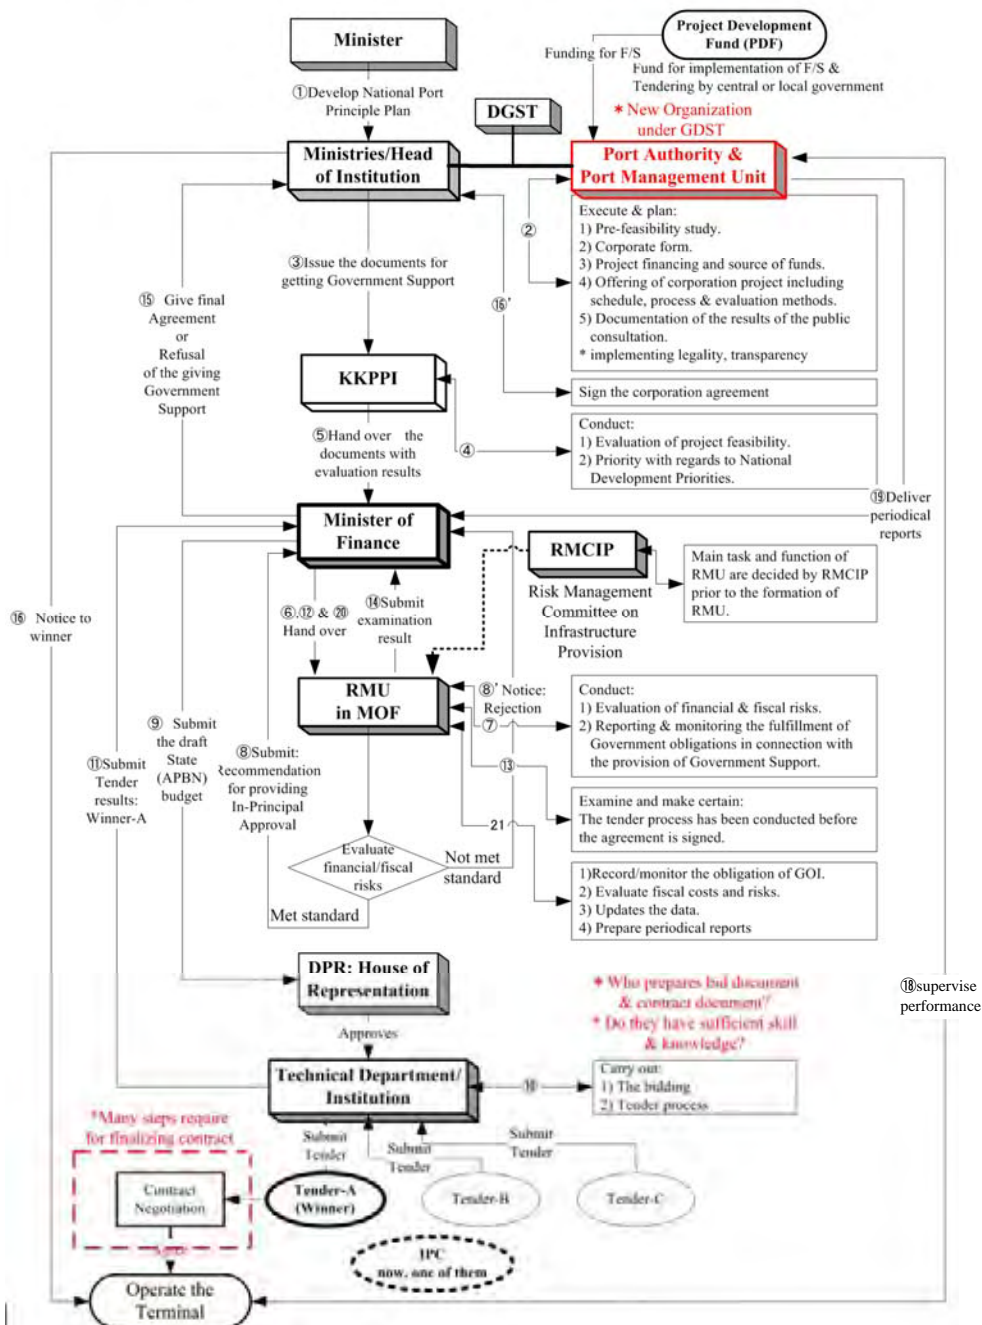 Project Development
Fund (PDF)
Minister
Funding for F/S
Fund for implementation of F/S &
Tendering by central or local government
①Develop National Port
Principle Plan
DGST
* New Organization
under GDST
Ministries/Head
of Institution
Port Authority &
Port Management Unit
②
Execute & plan:
1) Pre-feasibility study.
2) Corporate form.
3) Project financing and source of funds.
4) Offering of corporation project including
schedule, process & evaluation methods.
5) Documentation of the results of the public
consultation.
* implementing legality, transparency
③Issue the documents for
getting Government Support
⑯'
⑮ Give final
Agreement
or
Refusal
of the giving
Government
Support
KKPPI
Sign the corporation agreement
⑤Hand over the
documents with
evaluation results
④
Conduct:
1) Evaluation of project feasibility.
2) Priority with regards to National
Development Priorities.
⑲Deliver
periodical
reports
Minister of
Finance
RMCIP
Risk Management
Committee on
Infrastructure
Provision
Main task and function of
RMU are decided by RMCIP
prior to the formation of
RMU.
⑯ Notice to
winner
⑥,⑫ & ⑳
Hand over
⑭Submit
examination
result
RMU
in MOF
⑧' Notice:
Rejection
⑦
Conduct:
1) Evaluation of financial & fiscal risks.
2) Reporting & monitoring the fulfillment of
Government obligations in connection with
the provision of Government Support.
⑨ Submit
the draft
State
(APBN)
budget
⑪Submit
Tender
results:
Winner-A
⑧Submit:
Recommendation
for providing
In-Principal
Approval
⑬
Examine and make certain:
The tender process has been conducted before
the agreement is signed.
21
Evaluate
financial/fiscal
risks
Not met
standard
Met standard
1)Record/monitor the obligation of GOI.
2) Evaluate fiscal costs and risks.
3) Updates the data.
4) Prepare periodical reports
DPR: House of
Representation
* Who prepares bid document
& contract document?
* Do they have sufficient skill
& knowledge?
⑱supervise
performance
Approves
Technical Department/
Institution
⑩
Carry out:
1) The bidding
2) Tender process
*Many steps require
for finalizing contract
Submit
Tender
Submit
Tender
Submit
Tender
Contract
Negotiation
Tender-A
(Winner)
Tender-B
Tender-C
IPC
now, one of them
Operate the
Terminal